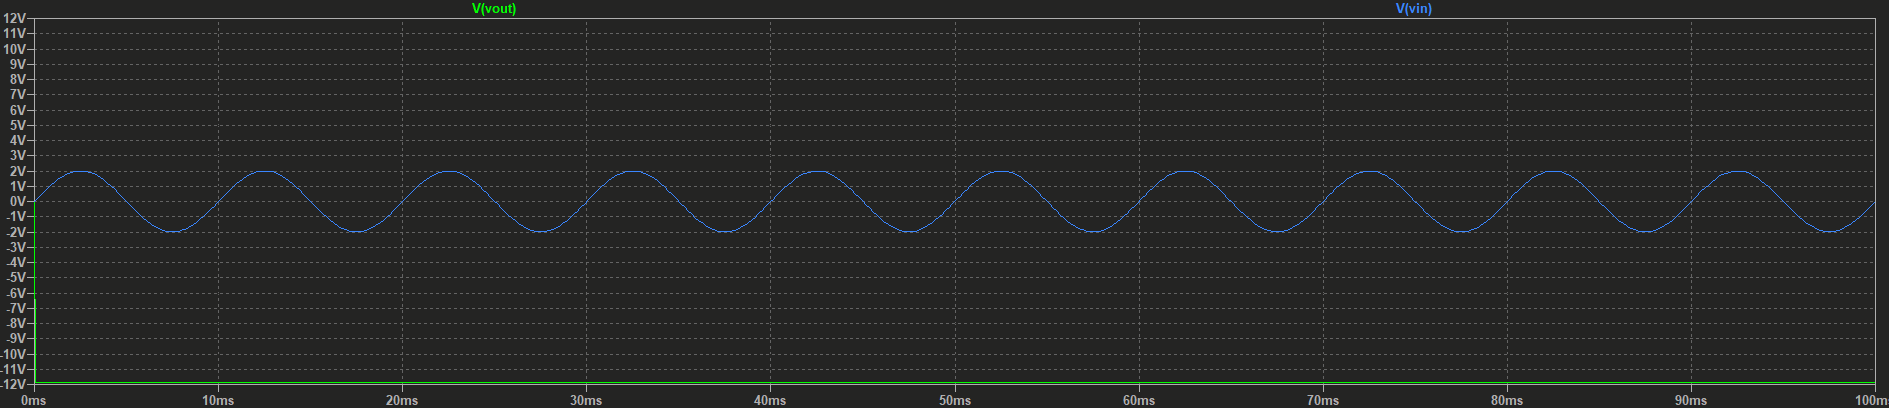 V(vout) V(vin)
12V
11V
10V
9V
8V
7V
6V
5V
4V
3V
2V
1V
0V
-1V
-2V
-3V
-4V
-5V
-6V
-7V
-8V
-9V
-10V
-11V
-12V
0ms 10ms 20ms 30ms 40ms 50ms 60ms 70ms 80ms 90ms 100m